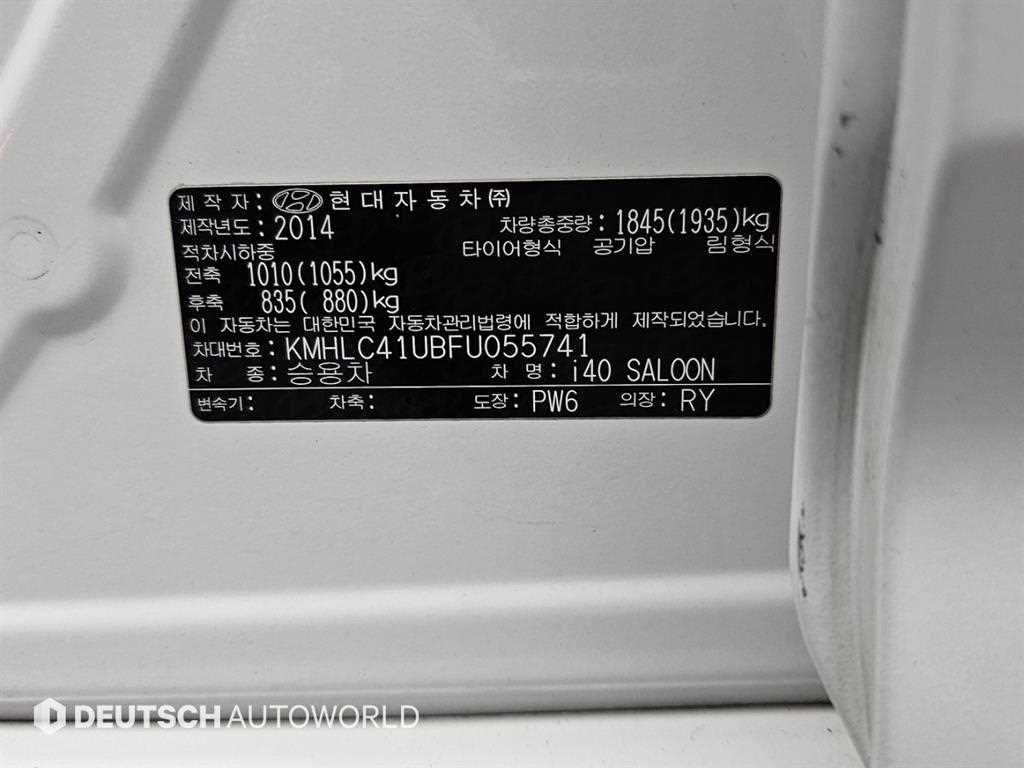 제 작 자: 현대자동차㈜
제작년도: 2014 차량총중량: 1845(1935)kg
적차시하중 타이어형식 공기압 림형식
전축 1010(1055)kg
후축 835( 880)kg
이 자동차는 대한민국 자동차관리법령에 적합하게 제작되었습니다.
차대번호: KMHLC41UBFU055741
차 종: 승용차 차 명: i40 SALOON
변속기: 차축: 도장: PW6 의장: RY
DEUTSCH AUTOWORLD